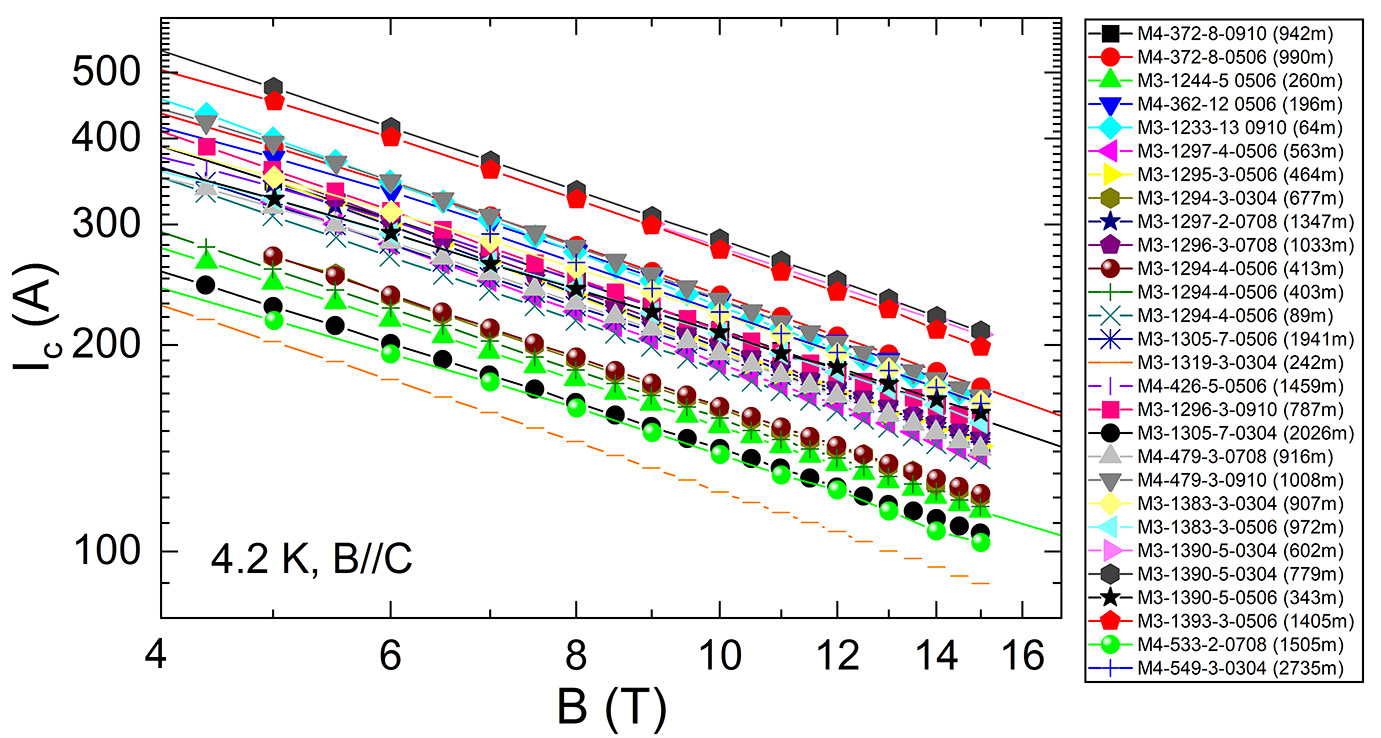 500
400
300
200
100
I_c (A)
4.2 K, B//C
4 6 8 10 12 14 16
B (T)
M4-372-8-0910 (942m)
M4-372-8-0506 (990m)
M3-1244-5 0506 (260m)
M4-362-12 0506 (196m)
M3-1233-13 0910 (64m)
M3-1297-4-0506 (563m)
M3-1295-3-0506 (464m)
M3-1294-3-0304 (677m)
M3-1297-2-0708 (1347m)
M3-1296-3-0708 (1033m)
M3-1294-4-0506 (413m)
M3-1294-4-0506 (403m)
M3-1294-4-0506 (89m)
M3-1305-7-0506 (1941m)
M3-1319-3-0304 (242m)
M4-426-5-0506 (1459m)
M3-1296-3-0910 (787m)
M3-1305-7-0304 (2026m)
M4-479-3-0708 (916m)
M4-479-3-0910 (1008m)
M3-1383-3-0304 (907m)
M3-1383-3-0506 (972m)
M3-1390-5-0304 (602m)
M3-1390-5-0304 (779m)
M3-1390-5-0506 (343m)
M3-1393-3-0506 (1405m)
M4-533-2-0708 (1505m)
M4-549-3-0304 (2735m)